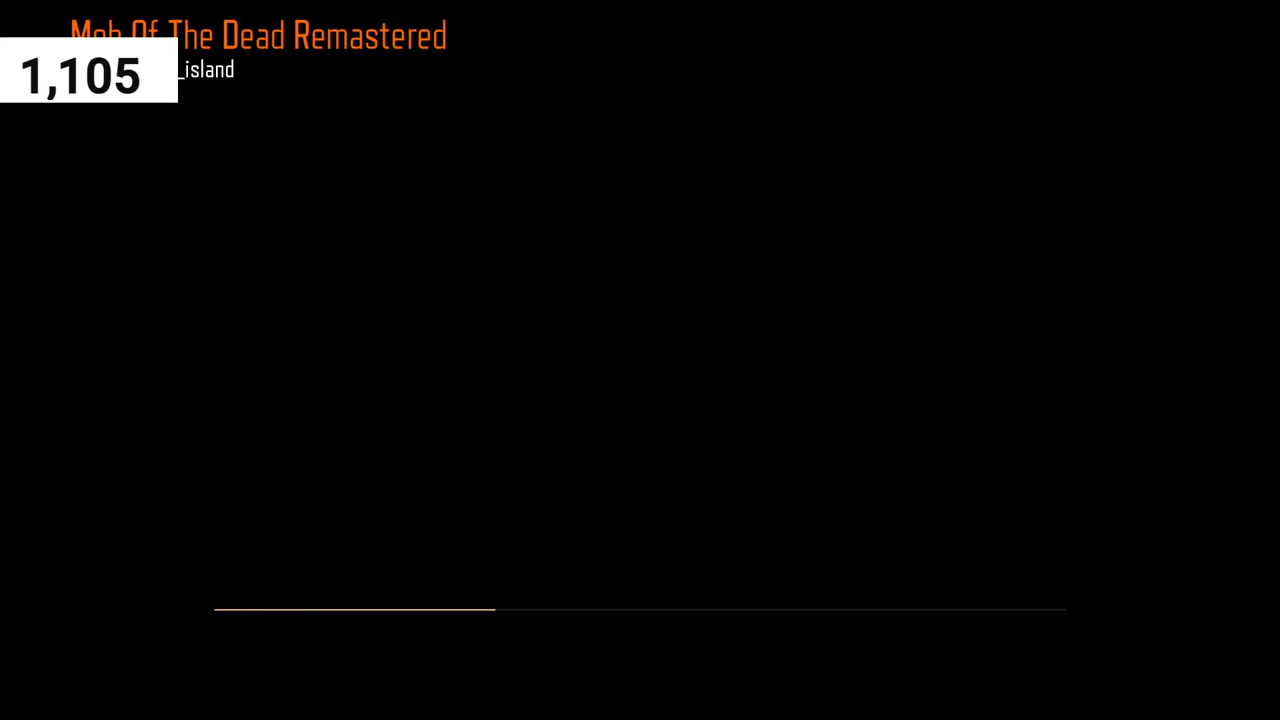 Mob Of The Dead Remastered
1,105
_island